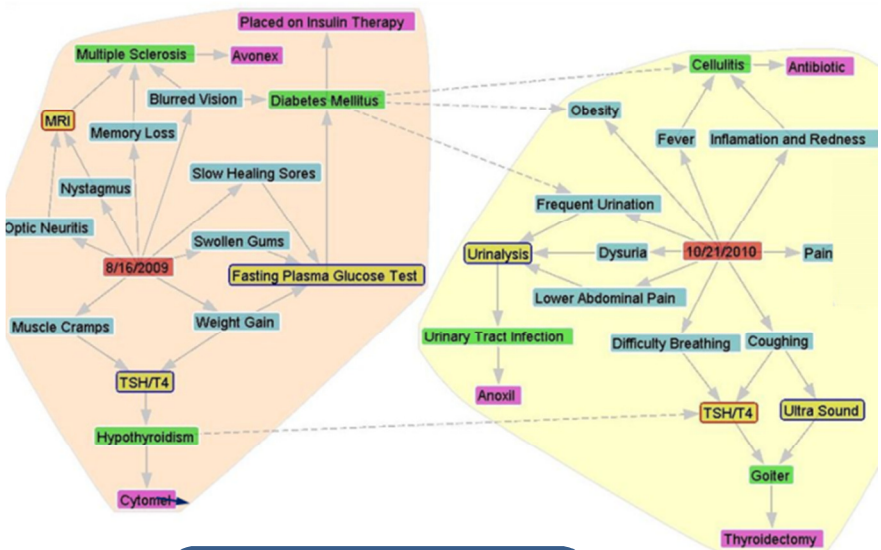 Placed on Insulin Therapy
Multiple Sclerosis
Avonex
Blurred Vision
Diabetes Mellitus
MRI
Memory Loss
Slow Healing Sores
Nystagmus
Optic Neuritis
Swollen Gums
8/16/2009
Fasting Plasma Glucose Test
Muscle Cramps
Weight Gain
TSH/T4
Hypothyroidism
Cytomel
Cellulitis
Antibiotic
Obesity
Fever
Inflamation and Redness
Frequent Urination
Urinalysis
Dysuria
10/21/2010
Pain
Lower Abdominal Pain
Urinary Tract Infection
Difficulty Breathing
Coughing
Anoxil
TSH/T4
Ultra Sound
Goiter
Thyroidectomy